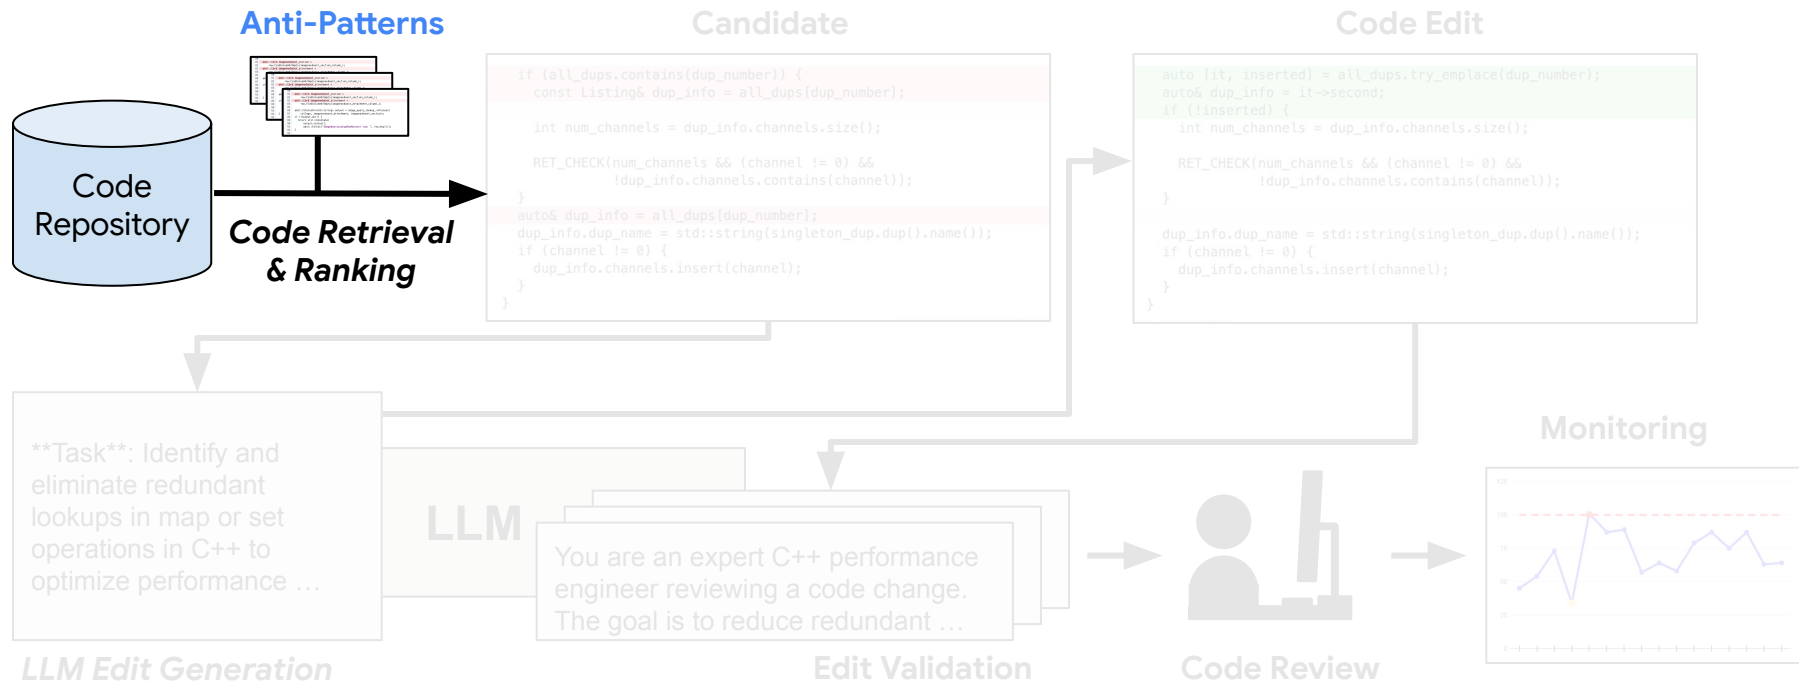 Anti-Patterns
Candidate
Code Edit
Code
Repository
Code Retrieval
& Ranking
if (all_dups.contains(dup_number)) {
const Listing& dup_info = all_dups[dup_number];
int num_channels = dup_info.channels.size();
RET_CHECK(num_channels && (channel != 0) &&
!dup_info.channels.contains(channel));
}
auto& dup_info = all_dups[dup_number];
dup_info.dup_name = std::string(singleton_dup.dup().name());
if (channel != 0) {
dup_info.channels.insert(channel);
}
}
auto [it, inserted] = all_dups.try_emplace(dup_number);
auto& dup_info = it->second;
if (!inserted) {
int num_channels = dup_info.channels.size();
RET_CHECK(num_channels && (channel != 0) &&
!dup_info.channels.contains(channel));
}
dup_info.dup_name = std::string(singleton_dup.dup().name());
if (channel != 0) {
dup_info.channels.insert(channel);
}
}
**Task**: Identify and
eliminate redundant
lookups in map or set
operations in C++ to
optimize performance …
LLM
You are an expert C++ performance
engineer reviewing a code change.
The goal is to reduce redundant …
Monitoring
LLM Edit Generation
Edit Validation
Code Review